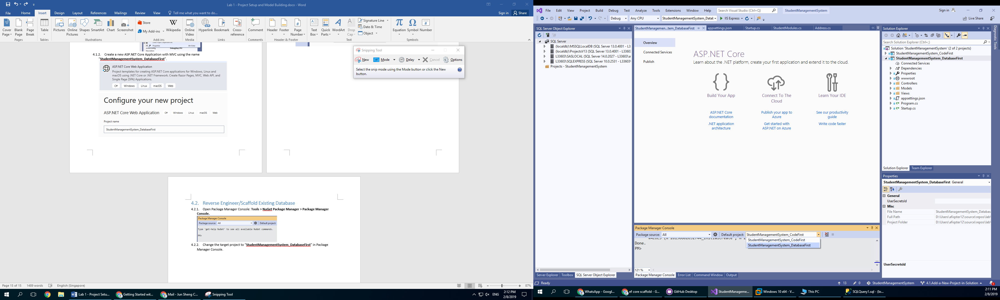 Lab 1 - Project Setup and Model Building.docx - Word
File Home Insert Design Layout References Mailings Review View Tell me what you want to do... Sign in Share
Cover Page Blank Page Page Break Table Pictures Online Pictures Shapes SmartArt Chart Screenshot Store My Add-ins Wikipedia Online Video Hyperlink Bookmark Cross-reference Comment Header Footer Page Number Text Box Quick Parts WordArt Drop Cap Signature Line Date & Time Object Equation Symbol Number
Pages Tables Illustrations Add-ins Media Links Comments Header & Footer Text Symbols
Properties Alt+Enter
4.1.2. Create a new ASP.NET Core Application with MVC using the name
"StudentManagementSystem_DatabaseFirst".
ASP.NET Core Web Application
Project templates for creating ASP.NET Core applications for Windows, Linux and
macOS using .NET Core or .NET Framework. Create Razor Pages, MVC, Web API, and
Single Page (SPA) Applications.
C# Windows Linux macOS Web
Configure your new project
ASP.NET Core Web Application C# Windows Linux macOS Web
Project name
StudentManagementSystem_DatabaseFirst
Snipping Tool
New Mode Delay Cancel Options
Select the snip mode using the Mode button or click the New
button.
4.2. Reverse Engineer/Scaffold Existing Database
4.2.1. Open Package Manager Console: Tools > NuGet Package Manager > Package Manager
Console.
Package Manager Console
Package source: All Default project:
Type 'get-help NuGet' to see all available NuGet commands.
PM>
4.2.2. Change the target project to "StudentManagementSystem_DatabaseFirst" in Package
Manager Console.
Page 15 of 15 1489 words English (Singapore) 87%
Lab 1 - Project Setu... Getting Started wit... Mail - Jun Sheng C... Snipping Tool ENG
2:12 PM
2/8/2019
File Edit View Project Build Debug Test Analyze Tools Extensions Window Help Search Visual Studio (Ctrl+Q) StudentManagementSystem Sign in
Debug Any CPU StudentManagementSystem_Datab IIS Express Live Share
SQL Server Object Explorer
SQL Server
(localdb)\MSSQLLocalDB (SQL Server 13.0.4001 - L3
(localdb)\ProjectsV13 (SQL Server 13.0.4001 - L3360
L33603\SASLOCAL (SQL Server 14.0.2027 - L33603\a
L33603\SQLEXPRESS (SQL Server 10.0.2531 - L33603\
Projects - StudentManagementSystem
Server Explorer Toolbox SQL Server Object Explorer
StudentManagemen...tem_DatabaseFirst appsettings.json Startup.cs StudentModules.cs Address.cs
Overview
Connected Services
Publish
ASP.NET Core
Learn about the .NET platform, create your first application and extend it to the cloud.
Build Your App
Connect To The
Cloud
Learn Your IDE
ASP.NET Core
documentation
.NET application
architecture
Publish your app to
Azure
Get started with
ASP.NET on Azure
See our productivity
guide
Write code faster
Package Manager Console
Package source: All Default project: StudentManagementSystem_CodeFirst
StudentManagementSystem_CodeFirst
StudentManagementSystem_DatabaseFirst
Done.
PM>
121 %
Package Manager Console Error List Command Window Output
Solution Explorer
Search Solution Explorer (Ctrl+;)
Solution 'StudentManagementSystem' (2 of 2 projects)
StudentManagementSystem_CodeFirst
StudentManagementSystem_DatabaseFirst
Connected Services
Dependencies
Properties
wwwroot
Controllers
Models
Views
appsettings.json
Program.cs
Startup.cs
Solution Explorer Team Explorer
Properties
StudentManagementSystem_DatabaseFirst General
General
UserSecretsId
Misc
File Name StudentManagementSystem_Databas
Full Path D:\Users\afiqster12\source\repos\lab\
Project Folder D:\Users\afiqster12\source\repos\lab\
UserSecretsId
Diagnostic Tools
Ready 13 0 StudentManagementSystem 4.1.Add-a-New-Project-in-Solution 1
WhatsApp - Googl... ef core scaffold - G... GitHub Desktop StudentManageme... Windows 10 x64 - V... This PC SQLQuery1.sql - (lo...
2:11 PM
2/8/2019